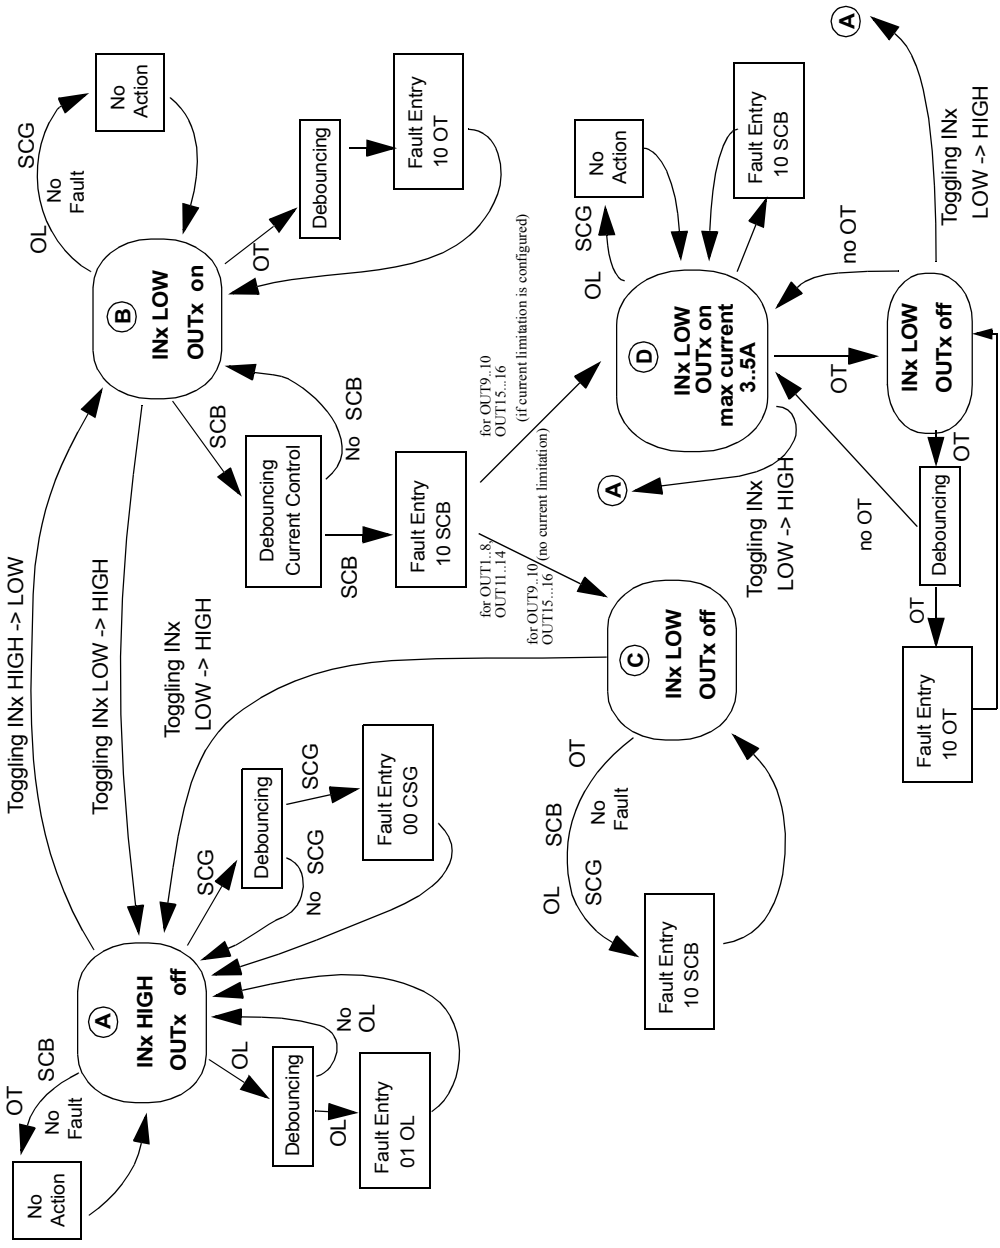 No
Action
OT
SCB
No
Fault
A
INx HIGH
OUTx off
OL
Debouncing
No
OL
OL
Fault Entry
01 OL
SCG
Debouncing
No SCG
SCG
Fault Entry
00 CSG
Toggling INx HIGH -> LOW
Toggling INx LOW -> HIGH
Toggling INx
LOW -> HIGH
B
INx LOW
OUTx on
OL
SCG
No
Fault
No
Action
OT
Debouncing
Fault Entry
10 OT
SCB
Debouncing
Current Control
No SCB
SCB
Fault Entry
10 SCB
for OUT1..8,
OUT11..14
for OUT9..10
OUT15...16 (no current limitation)
for OUT9..10
OUT15...16
(if current limitation is configured)
C
INx LOW
OUTx off
OL
SCB
OT
SCG
No
Fault
Fault Entry
10 SCB
D
INx LOW
OUTx on
max current
3..5A
OL
SCG
No
Action
Fault Entry
10 SCB
A
Toggling INx
LOW -> HIGH
OT
no OT
INx LOW
OUTx off
Toggling INx
LOW -> HIGH
A
OT
Debouncing
no OT
OT
Fault Entry
10 OT